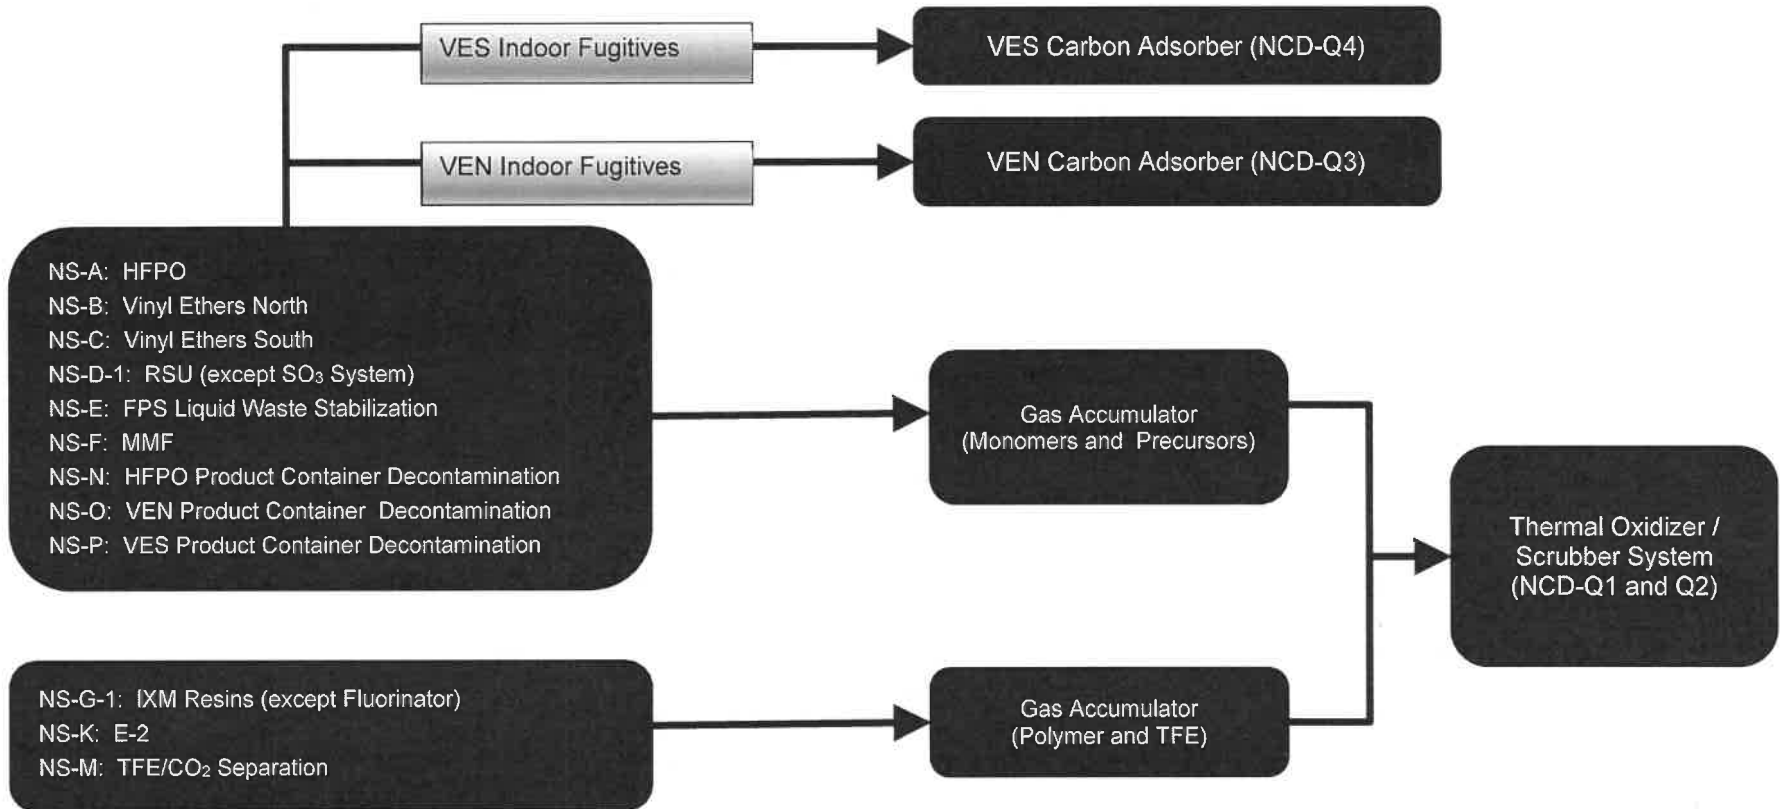 VES Indoor Fugitives
VES Carbon Adsorber (NCD-Q4)
VEN Indoor Fugitives
VEN Carbon Adsorber (NCD-Q3)
NS-A: HFPO
NS-B: Vinyl Ethers North
NS-C: Vinyl Ethers South
NS-D-1: RSU (except SO₃ System)
NS-E: FPS Liquid Waste Stabilization
NS-F: MMF
NS-N: HFPO Product Container Decontamination
NS-O: VEN Product Container Decontamination
NS-P: VES Product Container Decontamination
Gas Accumulator
(Monomers and Precursors)
Thermal Oxidizer /
Scrubber System
(NCD-Q1 and Q2)
NS-G-1: IXM Resins (except Fluorinator)
NS-K: E-2
NS-M: TFE/CO₂ Separation
Gas Accumulator
(Polymer and TFE)